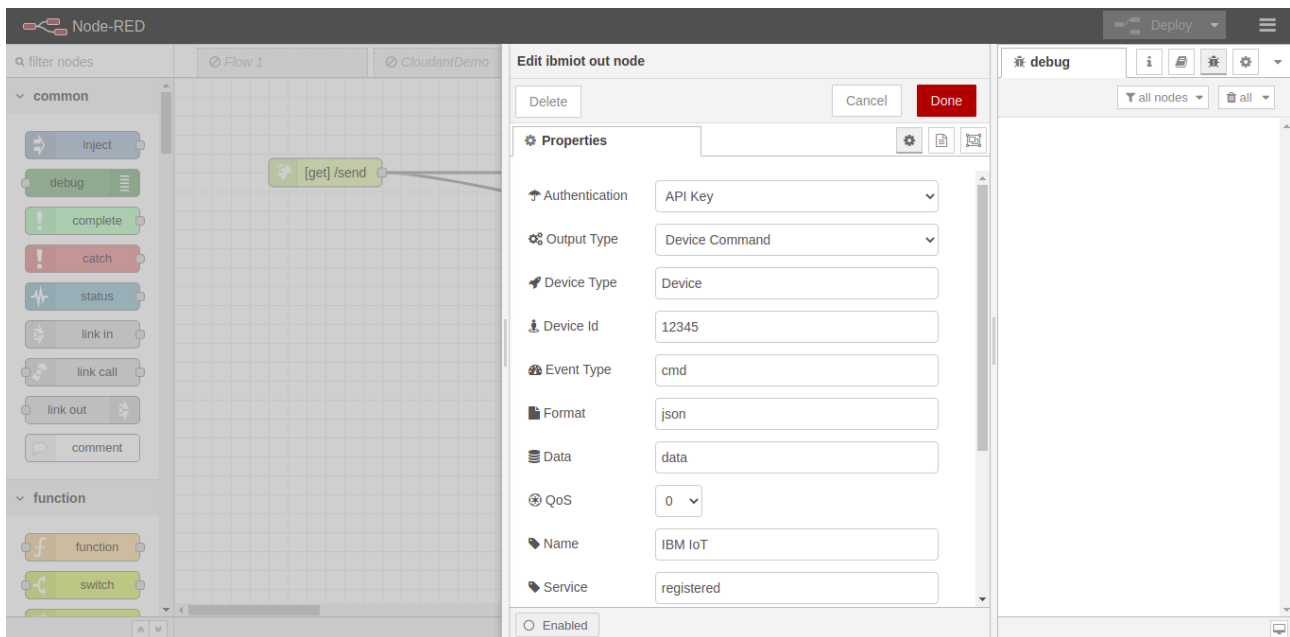 Node-RED
Deploy
filter nodes
Flow 1
CloudantDemo
Edit ibmiot out node
debug
i
common
Delete
Cancel
Done
all nodes
all
Properties
inject
[get] /send
debug
Authentication
API Key
complete
Output Type
Device Command
catch
Device Type
Device
status
Device Id
12345
link in
Event Type
cmd
link call
Format
json
link out
comment
Data
data
function
QoS
0
function
Name
IBM IoT
switch
Service
registered
Enabled